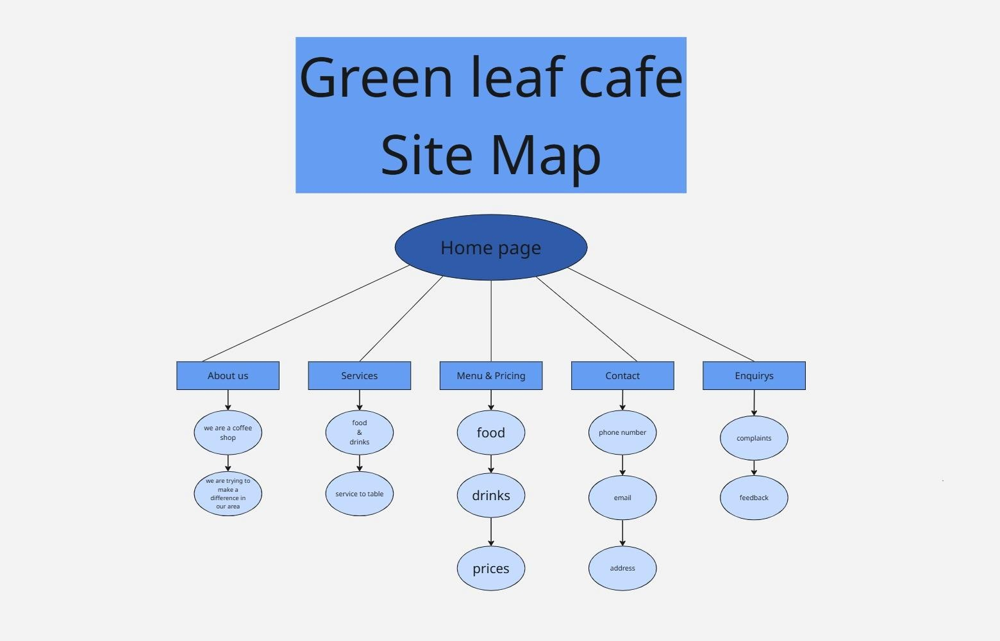 Green leaf cafe
Site Map
Home page
About us
Services
Menu & Pricing
Contact
Enquirys
we are a coffee
shop
food
&
drinks
food
phone number
complaints
we are trying to
make a
difference in
our area
service to table
drinks
email
feedback
prices
address